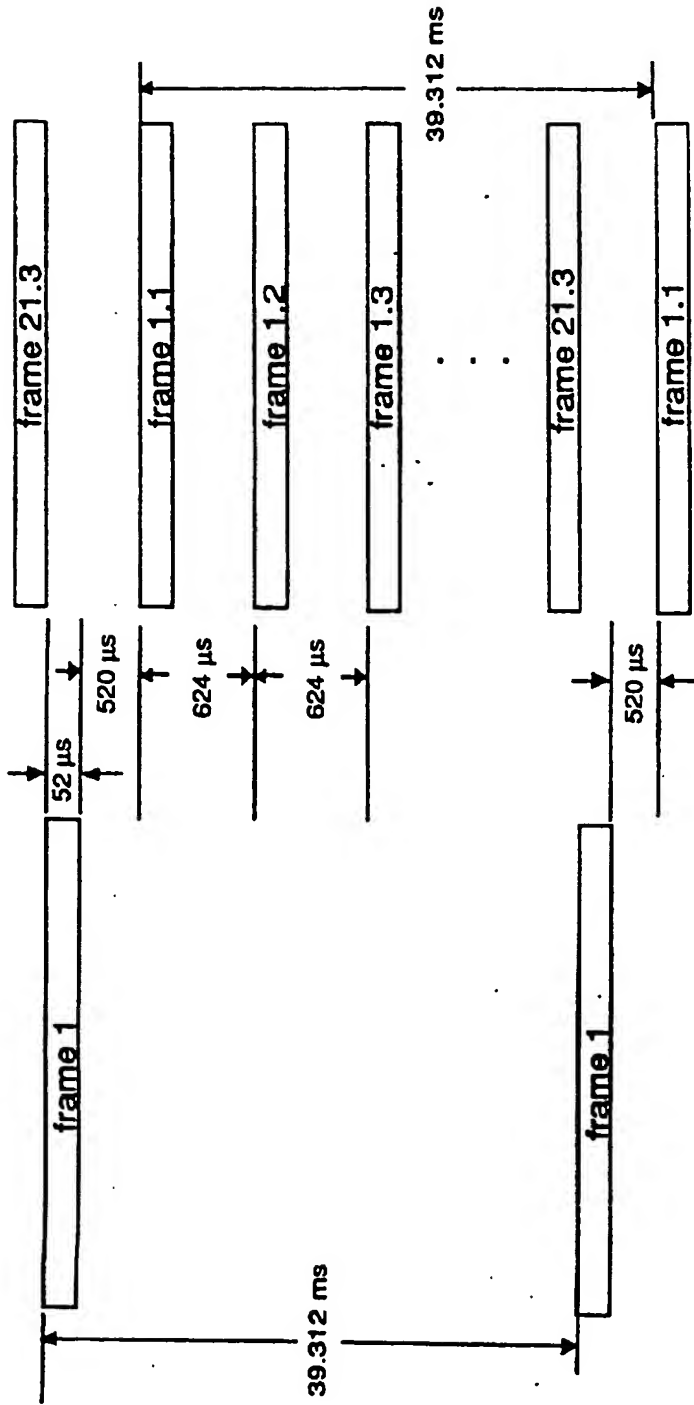 frame 1
39.312 ms
frame 1
52 µs
520 µs
624 µs
624 µs
520 µs
frame 21.3
frame 1.1
frame 1.2
frame 1.3
. . .
frame 21.3
frame 1.1
39.312 ms